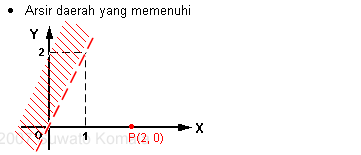 • Arsir daerah yang memenuhi
Y
2
0 1 P(2, 0) X